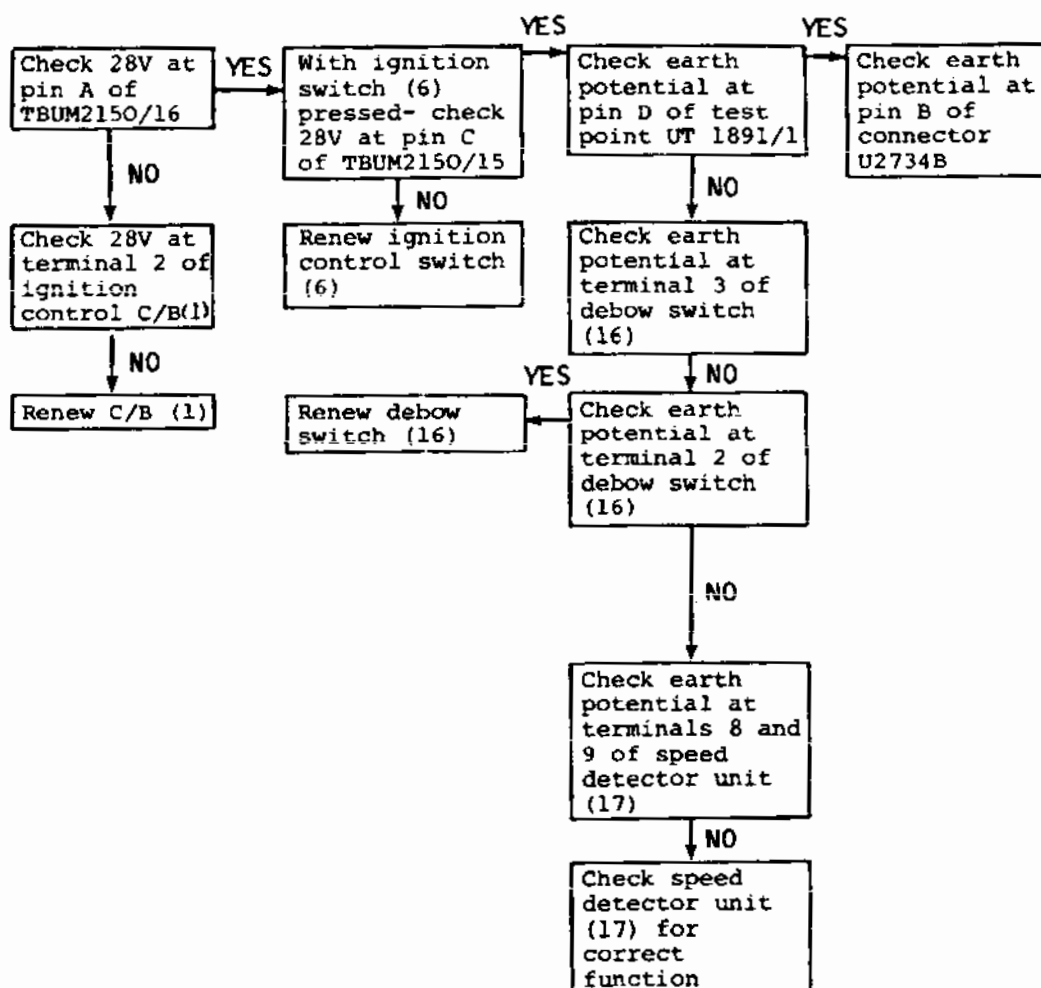 YES
YES
Check 28V at
pin A of
TBUM2150/16
YES
With ignition
switch (6)
pressed- check
28V at pin C
of TBUM2150/15
Check earth
potential at
pin D of test
point UT 1891/1
Check earth
potential at
pin B of
connector
U2734B
NO
NO
NO
Check 28V at
terminal 2 of
ignition
control C/B(1)
Renew ignition
control switch
(6)
Check earth
potential at
terminal 3 of
debow switch
(16)
NO
YES
NO
Renew C/B (1)
Renew debow
switch (16)
Check earth
potential at
terminal 2 of
debow switch
(16)
NO
Check earth
potential at
terminals 8 and
9 of speed
detector unit
(17)
NO
Check speed
detector unit
(17) for
correct
function